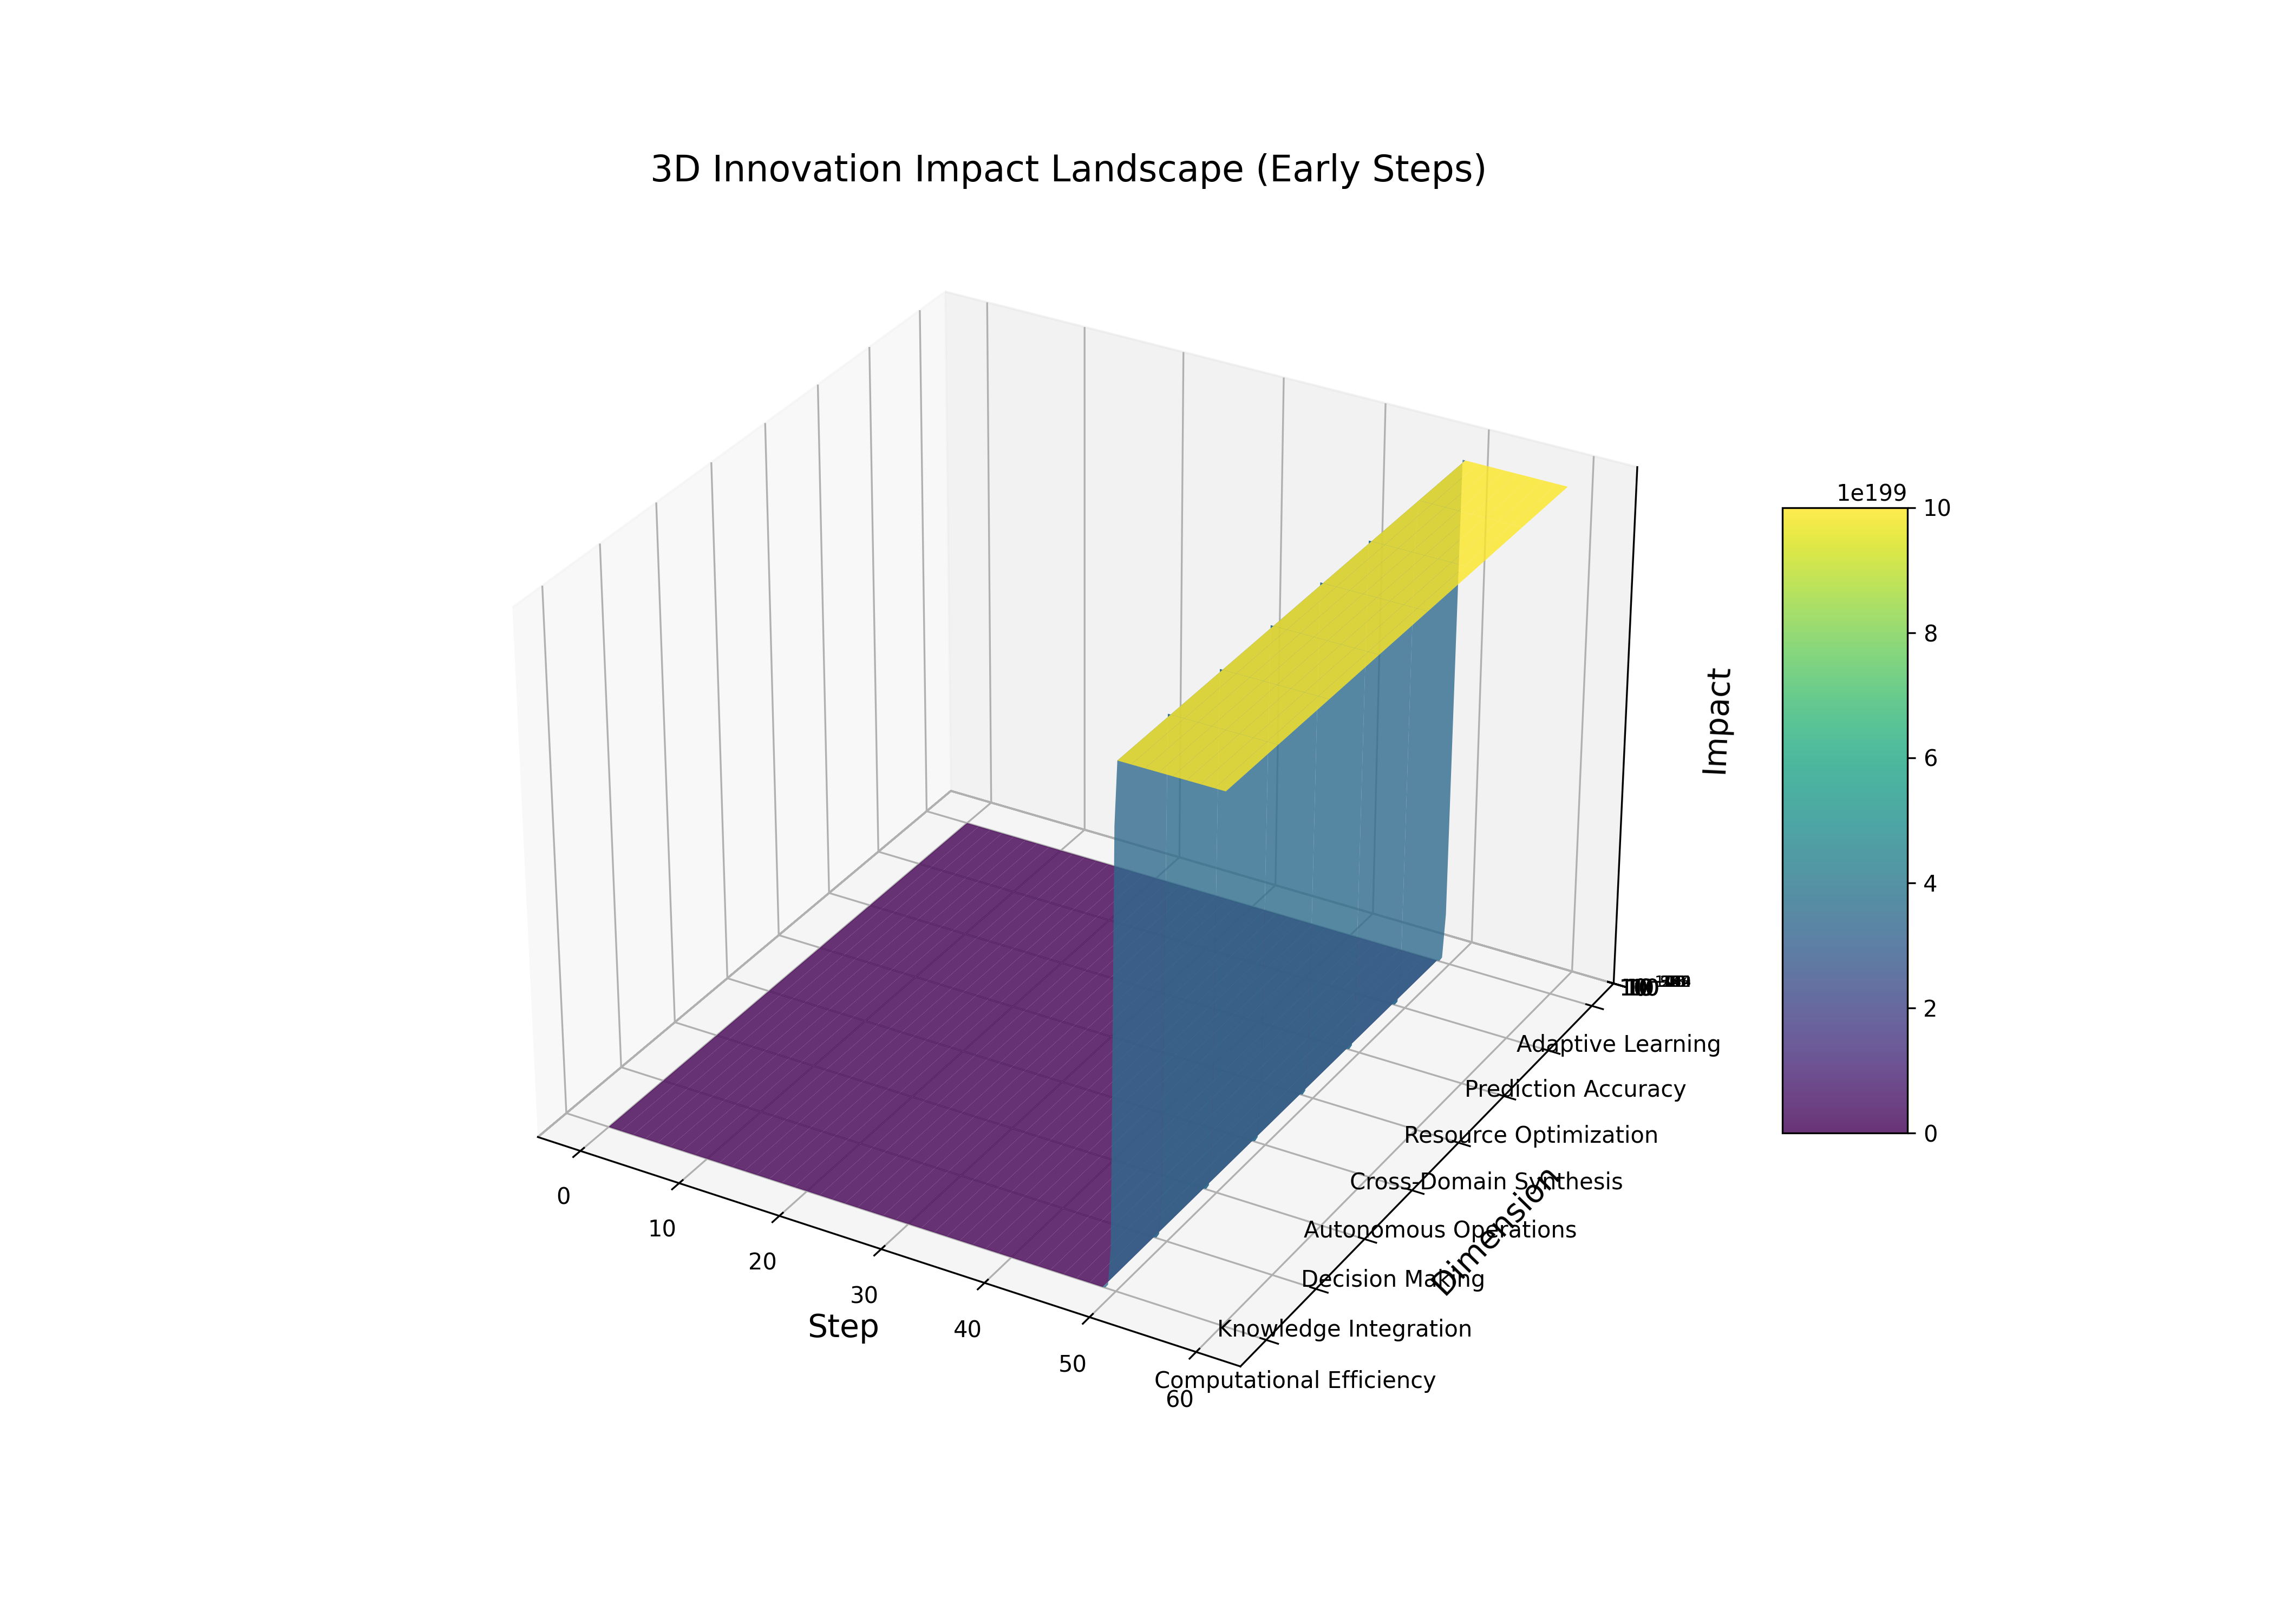 3D Innovation Impact Landscape (Early Steps)
1e199
10
8
6
4
2
0
Impact
Adaptive Learning
Prediction Accuracy
Resource Optimization
Cross-Domain Synthesis
Autonomous Operations
Decision Making
Knowledge Integration
Computational Efficiency
Dimension
0
10
20
30
40
50
60
Step